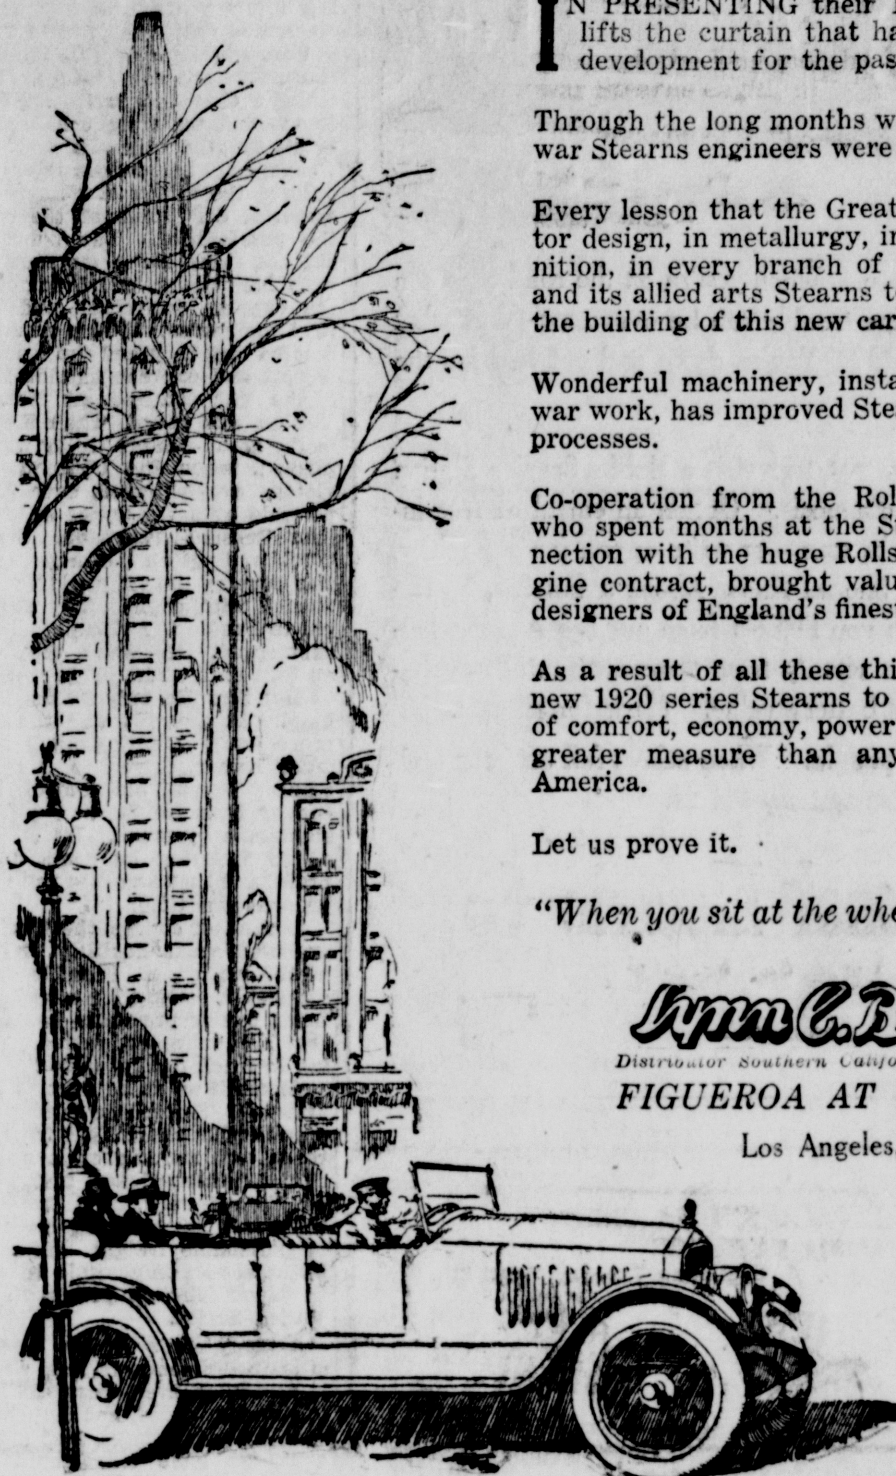 IN PRESENTING their
lifts the curtain that ha
development for the pas
Through the long months w
war Stearns engineers were
Every lesson that the Great
tor design, in metallurgy, in
nition, in every branch of
and its allied arts Stearns t
the building of this new car
Wonderful machinery, insta
war work, has improved Ste
processes.
Co-operation from the Rol
who spent months at the S
nection with the huge Rolls
gine contract, brought valu
designers of England's fines
As a result of all these thi
new 1920 series Stearns to
of comfort, economy, power
greater measure than any
America.
Let us prove it.
"When you sit at the whe
Lynn C. B
Distributor Southern Califo
FIGUEROA AT
Los Angeles